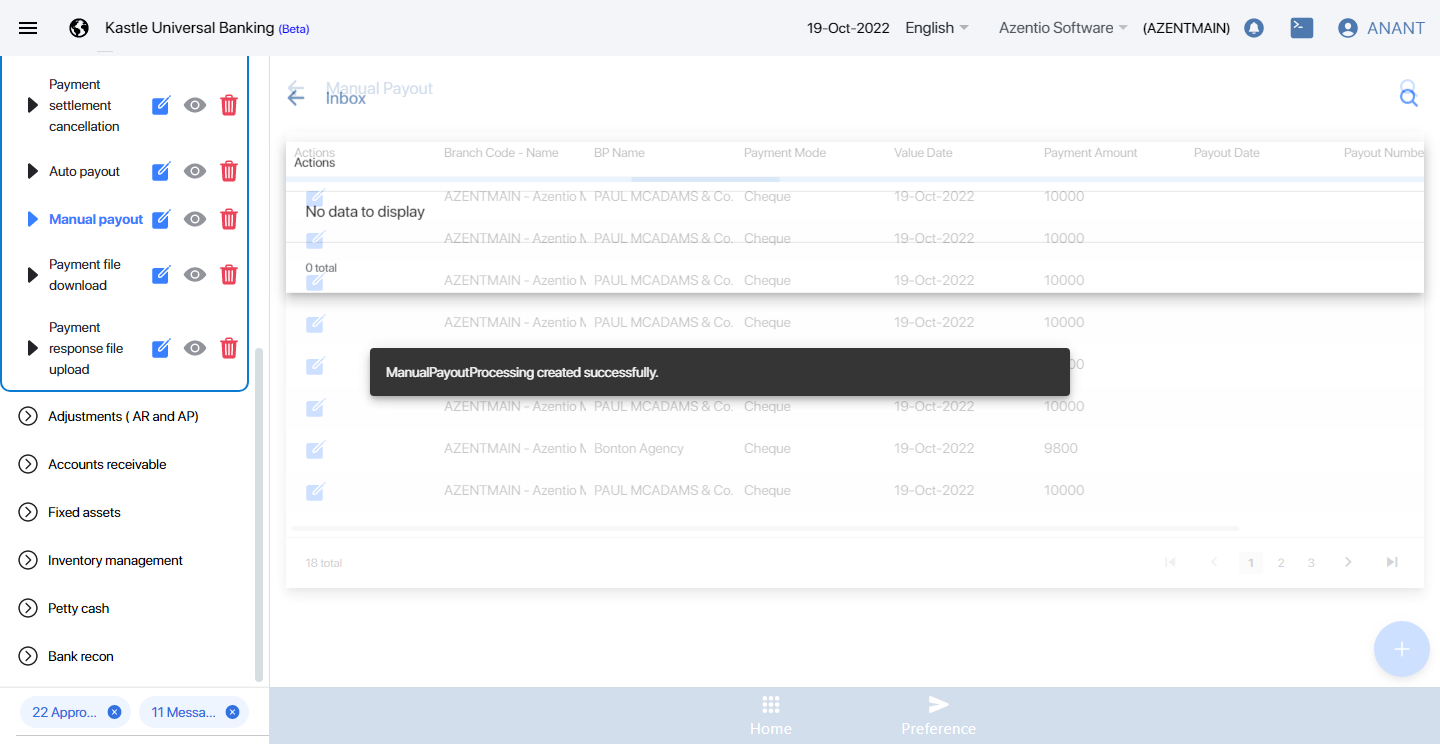 Kastle Universal Banking (Beta)
19-Oct-2022
English
Azentio Software
(AZENTMAIN)
ANANT
Payment
settlement
cancellation
Auto payout
Manual payout
Payment file
download
Payment
response file
upload
Adjustments ( AR and AP)
Accounts receivable
Fixed assets
Inventory management
Petty cash
Bank recon
22 Appro...
11 Messa...
Manual Payout
Inbox
Actions Branch Code - Name BP Name Payment Mode Value Date Payment Amount Payout Date Payout Numbe
Actions
AZENTMAIN - Azentio M PAUL MCADAMS & Co. Cheque 19-Oct-2022 10000
No data to display
AZENTMAIN - Azentio M PAUL MCADAMS & Co. Cheque 19-Oct-2022 10000
0 total
AZENTMAIN - Azentio M PAUL MCADAMS & Co. Cheque 19-Oct-2022 10000
AZENTMAIN - Azentio M PAUL MCADAMS & Co. Cheque 19-Oct-2022 10000
ManualPayoutProcessing created successfully.
AZENTMAIN - Azentio M PAUL MCADAMS & Co. Cheque 19-Oct-2022 10000
AZENTMAIN - Azentio M Bonton Agency Cheque 19-Oct-2022 9800
AZENTMAIN - Azentio M PAUL MCADAMS & Co. Cheque 19-Oct-2022 10000
18 total
1 2 3
Home
Preference